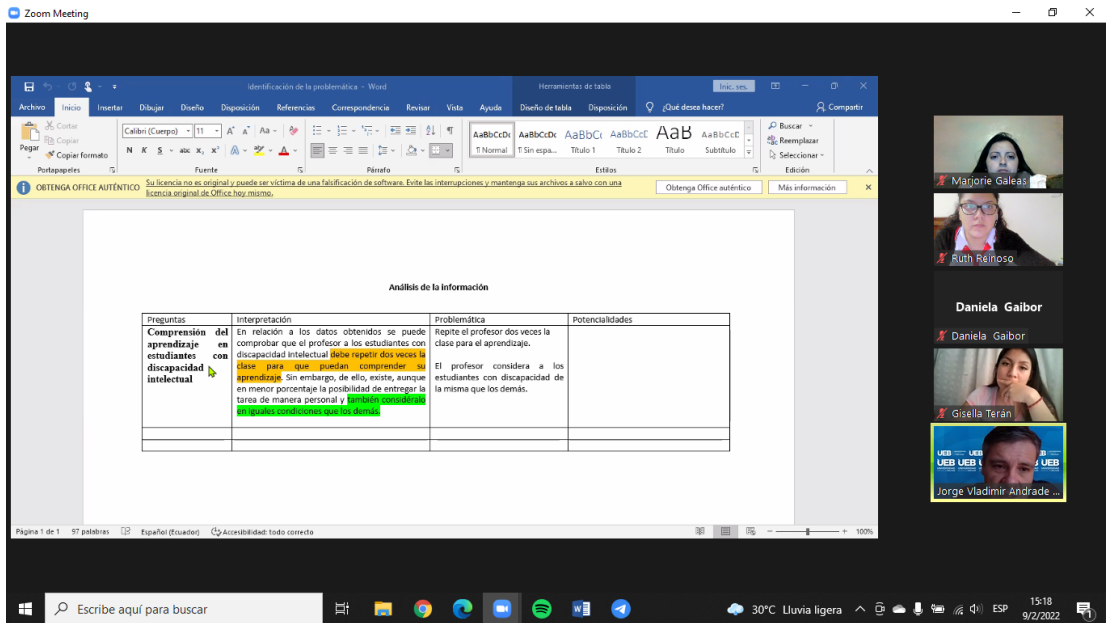 Zoom Meeting
Identificación de la problemática - Word
Herramientas de tabla
Inic. ses.
Archivo Inicio Insertar Dibujar Diseño Disposición Referencias Correspondencia Revisar Vista Ayuda Diseño de tabla Disposición ¿Qué desea hacer? Compartir
Pegar
Cortar
Copiar
Copiar formato
Portapapeles
Calibri (Cuerpo) 11
N K S abc
Fuente
Párrafo
AaBbCcDc AaBbCcDc AaBbCc AaBbCcC AaB AaBbCcD
¶ Normal ¶ Sin espa... Título 1 Título 2 Título Subtítulo
Estilos
Buscar
Reemplazar
Seleccionar
Edición
OBTENGA OFFICE AUTÉNTICO
Su licencia no es original y puede ser víctima de una falsificación de software. Evite las interrupciones y mantenga sus archivos a salvo con una
licencia original de Office hoy mismo.
Obtenga Office auténtico
Más información
Análisis de la información
Preguntas
Interpretación
Problemática
Potencialidades
Comprensión del
aprendizaje en
estudiantes con
discapacidad
intelectual
En relación a los datos obtenidos se puede
comprobar que el profesor a los estudiantes con
discapacidad intelectual debe repetir dos veces la
clase para que puedan comprender su
aprendizaje. Sin embargo, de ello, existe, aunque
en menor porcentaje la posibilidad de entregar la
tarea de manera personal y también considéralo
en iguales condiciones que los demás.
Repite el profesor dos veces la
clase para el aprendizaje.
El profesor considera a los
estudiantes con discapacidad de
la misma que los demás.
Página 1 de 1 97 palabras Español (Ecuador) Accesibilidad: todo correcto
100%
Marjorie Galeas
Ruth Reinoso
Daniela Gaibor
Daniela Gaibor
Gisella Terán
UEB
UEB UEB
UEB
Jorge Vladimir Andrade ...
Escribe aquí para buscar
30°C Lluvia ligera
ESP
15:18
9/2/2022
1